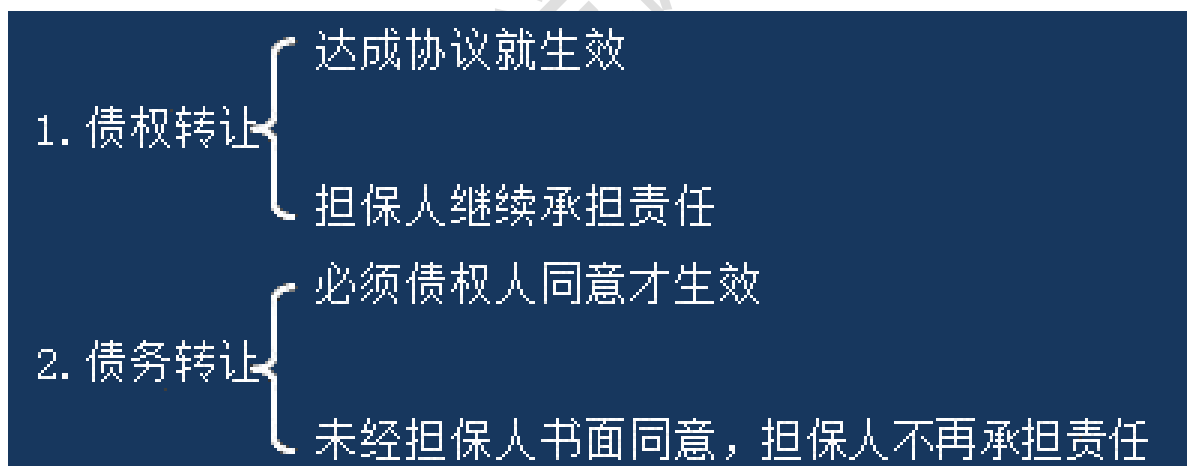 达成协议就生效
1.债权转让
担保人继续承担责任
必须债权人同意才生效
2.债务转让
未经担保人书面同意，担保人不再承担责任